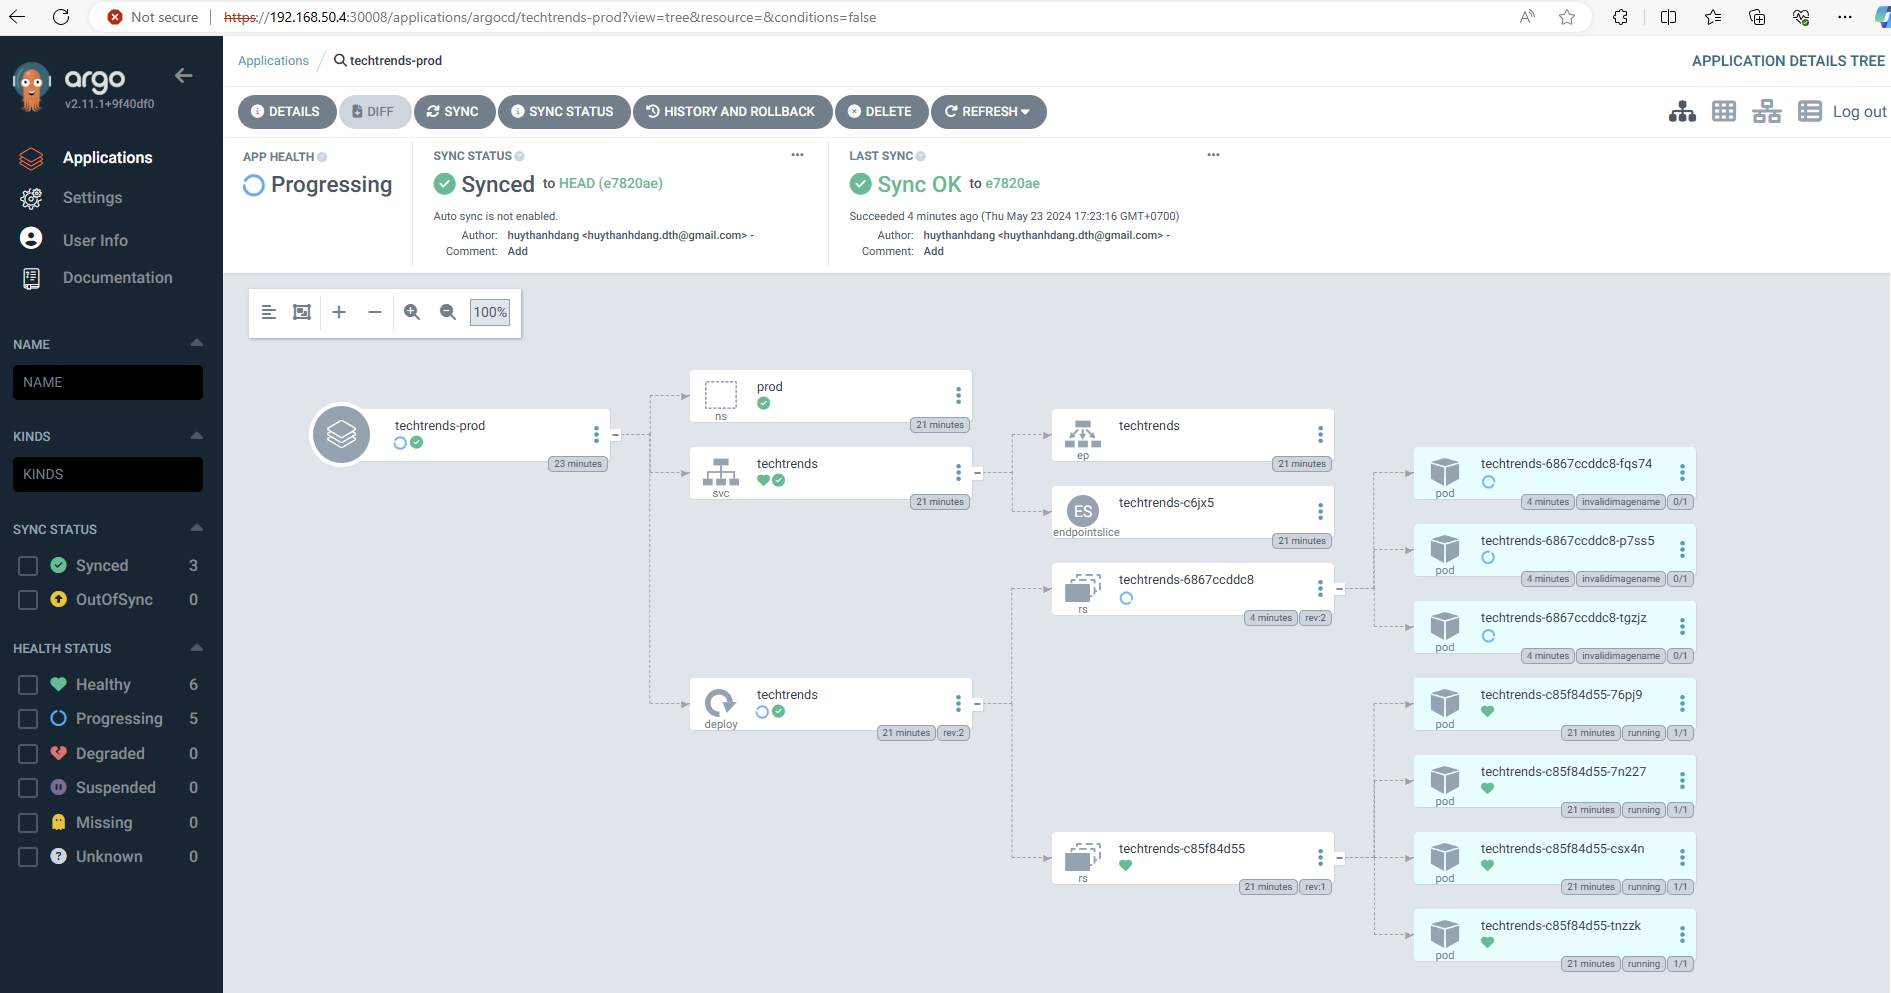 Not secure https://192.168.50.4:30008/applications/argocd/techtrends-prod?view=tree&resource=&conditions=false
argo
v2.11.1+9f40df0
Applications
Settings
User Info
Documentation
NAME
NAME
KINDS
KINDS
SYNC STATUS
Synced 3
OutOfSync 0
HEALTH STATUS
Healthy 6
Progressing 5
Degraded 0
Suspended 0
Missing 0
Unknown 0
Applications / techtrends-prod
APPLICATION DETAILS TREE
DETAILS DIFF SYNC SYNC STATUS HISTORY AND ROLLBACK DELETE REFRESH
Log out
APP HEALTH
Progressing
SYNC STATUS
Synced to HEAD (e7820ae)
Auto sync is not enabled.
Author: huythanhdang <huythanhdang.dth@gmail.com> -
Comment: Add
LAST SYNC
Sync OK to e7820ae
Succeeded 4 minutes ago (Thu May 23 2024 17:23:16 GMT+0700)
Author: huythanhdang <huythanhdang.dth@gmail.com> -
Comment: Add
100%
techtrends-prod
23 minutes
prod
ns
21 minutes
techtrends
svc
21 minutes
techtrends
deploy
21 minutes rev:2
techtrends
ep
21 minutes
ES
techtrends-c6jx5
endpointslice
21 minutes
techtrends-6867ccddc8
rs
4 minutes rev:2
techtrends-c85f84d55
rs
21 minutes rev:1
techtrends-6867ccddc8-fqs74
pod
4 minutes invalidimagename 0/1
techtrends-6867ccddc8-p7ss5
pod
4 minutes invalidimagename 0/1
techtrends-6867ccddc8-tgzjz
pod
4 minutes invalidimagename 0/1
techtrends-c85f84d55-76pj9
pod
21 minutes running 1/1
techtrends-c85f84d55-7n227
pod
21 minutes running 1/1
techtrends-c85f84d55-csx4n
pod
21 minutes running 1/1
techtrends-c85f84d55-tnzzk
pod
21 minutes running 1/1